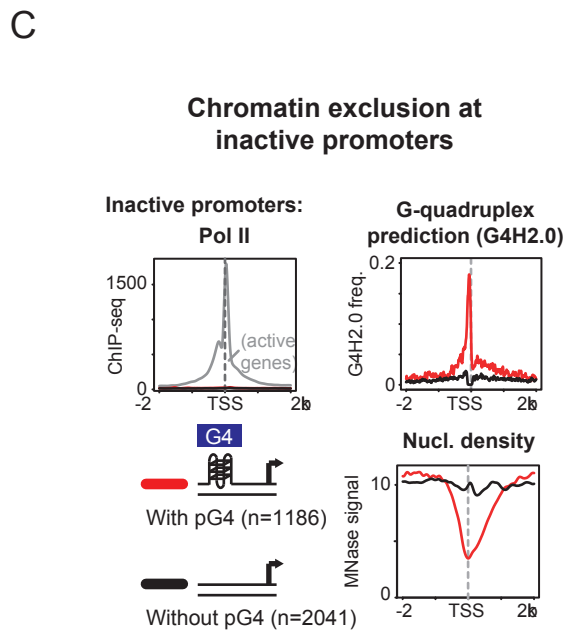 C
Chromatin exclusion at
inactive promoters
Inactive promoters:
Pol II
ChIP-seq
1500
0
(active
genes)
-2
TSS
2kb
G-quadruplex
prediction (G4H2.0)
G4H2.0 freq.
0.2
0
-2
TSS
2kb
G4
With pG4 (n=1186)
Without pG4 (n=2041)
Nucl. density
MNase signal
10
0
-2
TSS
2kb